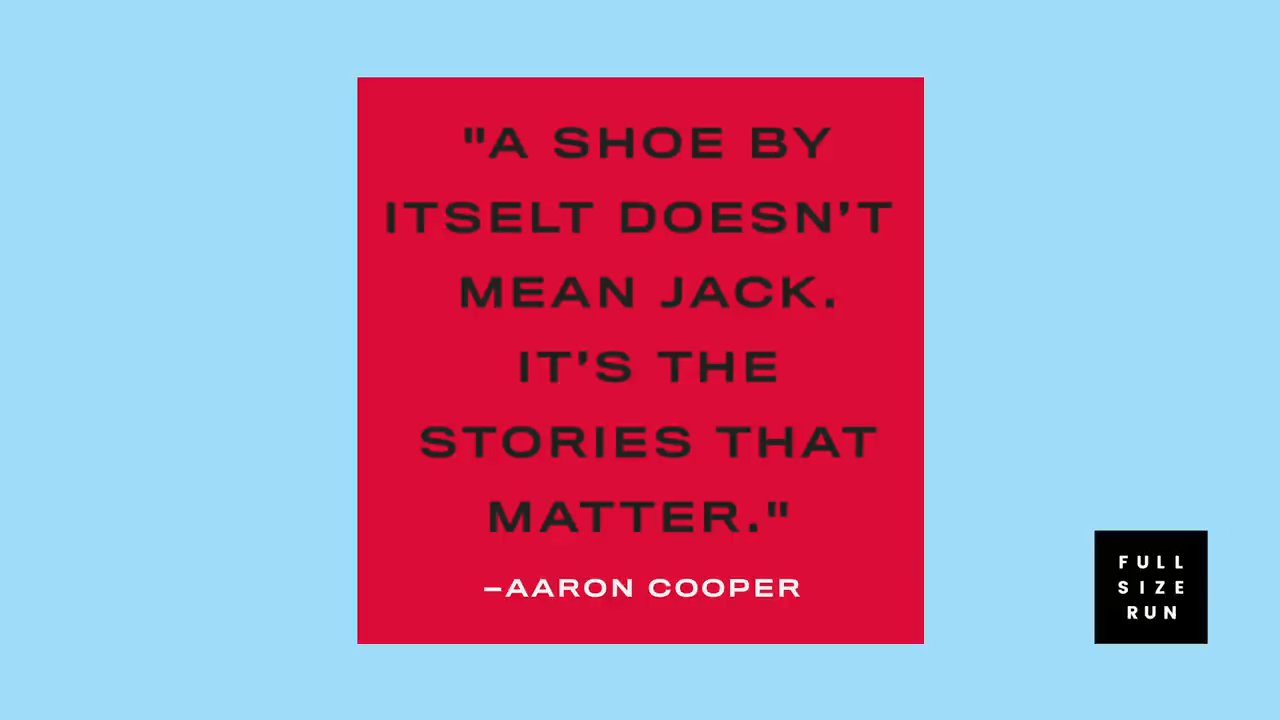 "A SHOE BY
ITSELT DOESN'T
MEAN JACK.
IT'S THE
STORIES THAT
MATTER."
–AARON COOPER
FULL
SIZE
RUN